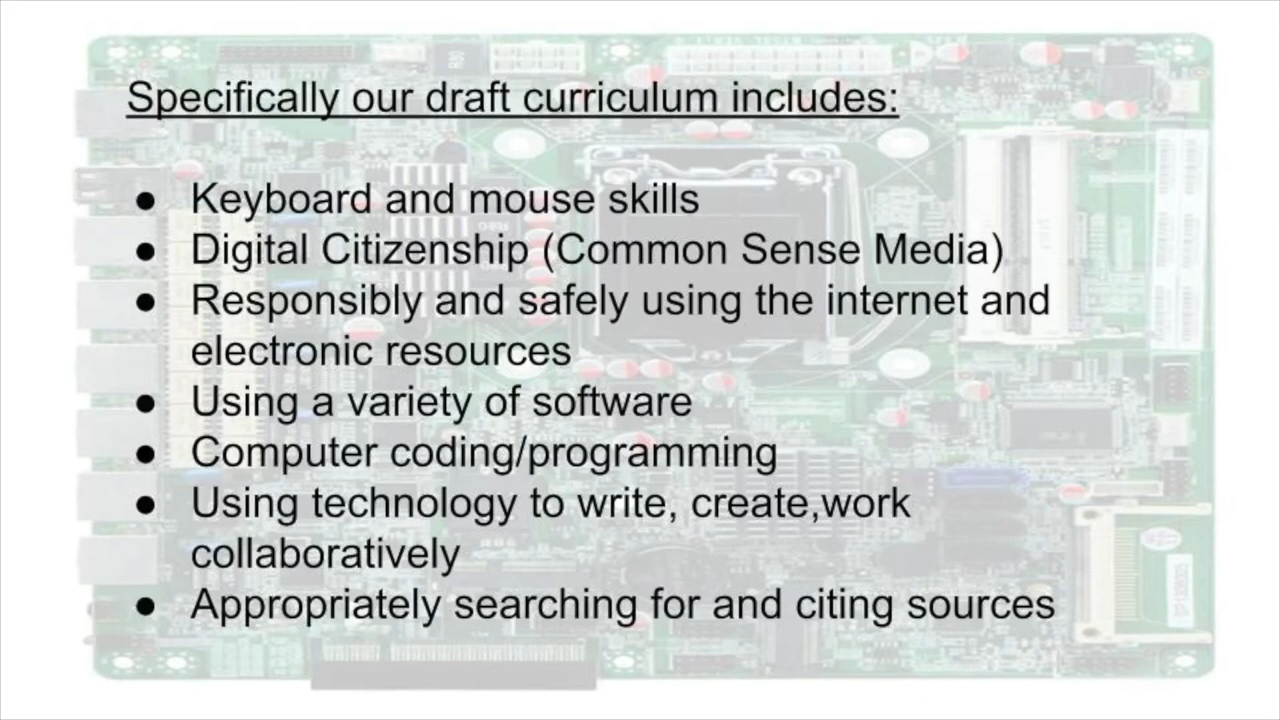 Specifically our draft curriculum includes:
● Keyboard and mouse skills
● Digital Citizenship (Common Sense Media)
● Responsibly and safely using the internet and
electronic resources
● Using a variety of software
● Computer coding/programming
● Using technology to write, create,work
collaboratively
● Appropriately searching for and citing sources